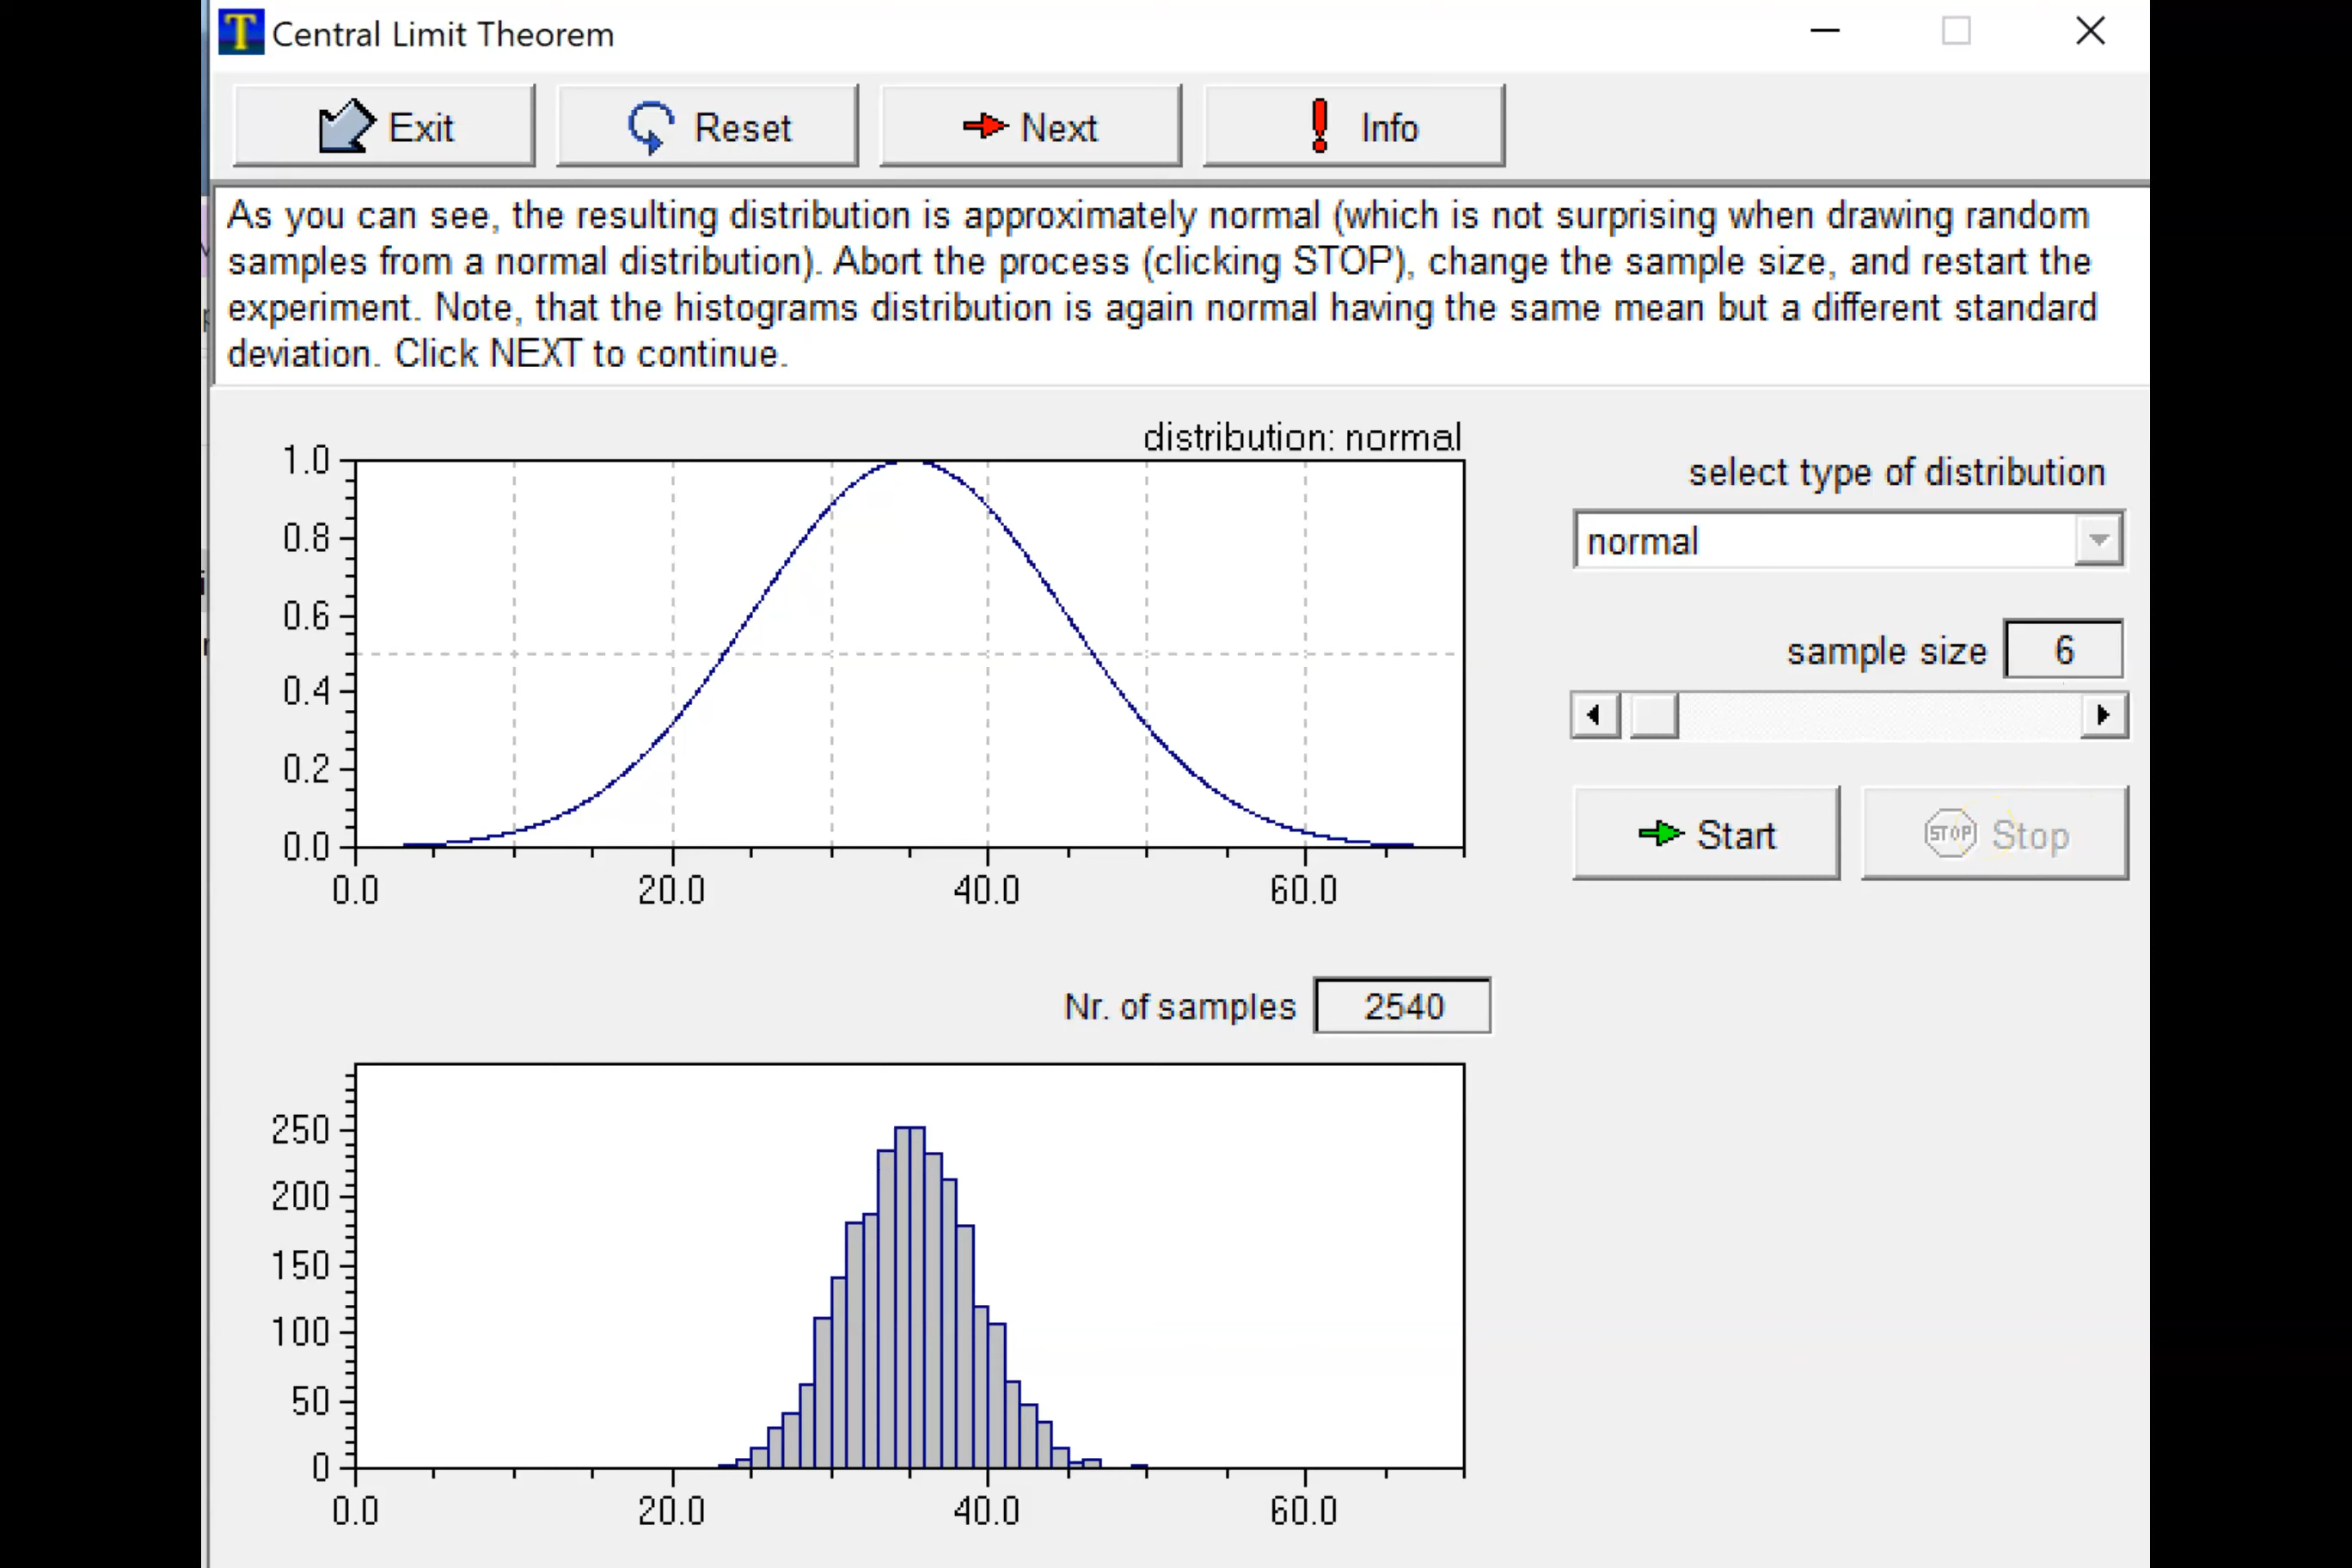 Central Limit Theorem
Exit Reset Next Info
As you can see, the resulting distribution is approximately normal (which is not surprising when drawing random
samples from a normal distribution). Abort the process (clicking STOP), change the sample size, and restart the
experiment. Note, that the histograms distribution is again normal having the same mean but a different standard
deviation. Click NEXT to continue.
distribution: normal
1.0
0.8
0.6
0.4
0.2
0.0
0.0 20.0 40.0 60.0
select type of distribution
normal
sample size 6
Start STOP Stop
Nr. of samples 2540
250
200
150
100
50
0
0.0 20.0 40.0 60.0